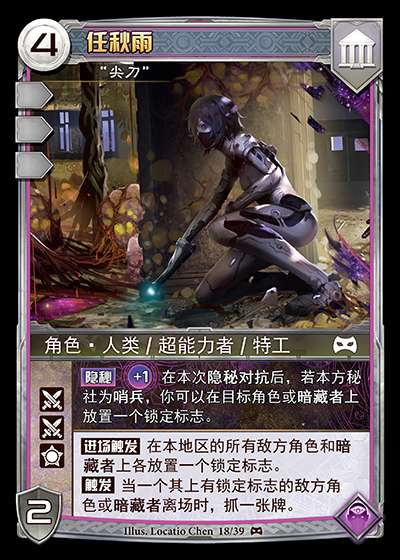 4 任秋雨
“尖刀”
角色·人类/超能力者/特工
隐秘 +1 在本次隐秘对抗后，若本方秘
社为哨兵，你可以在目标角色或暗藏者上
放置一个锁定标志。
进场触发 在本地区的所有敌方角色和暗
藏者上各放置一个锁定标志。
触发 当一个其上有锁定标志的敌方角
色或暗藏者离场时，抓一张牌。
2
Illus. Locatio Chen 18/39